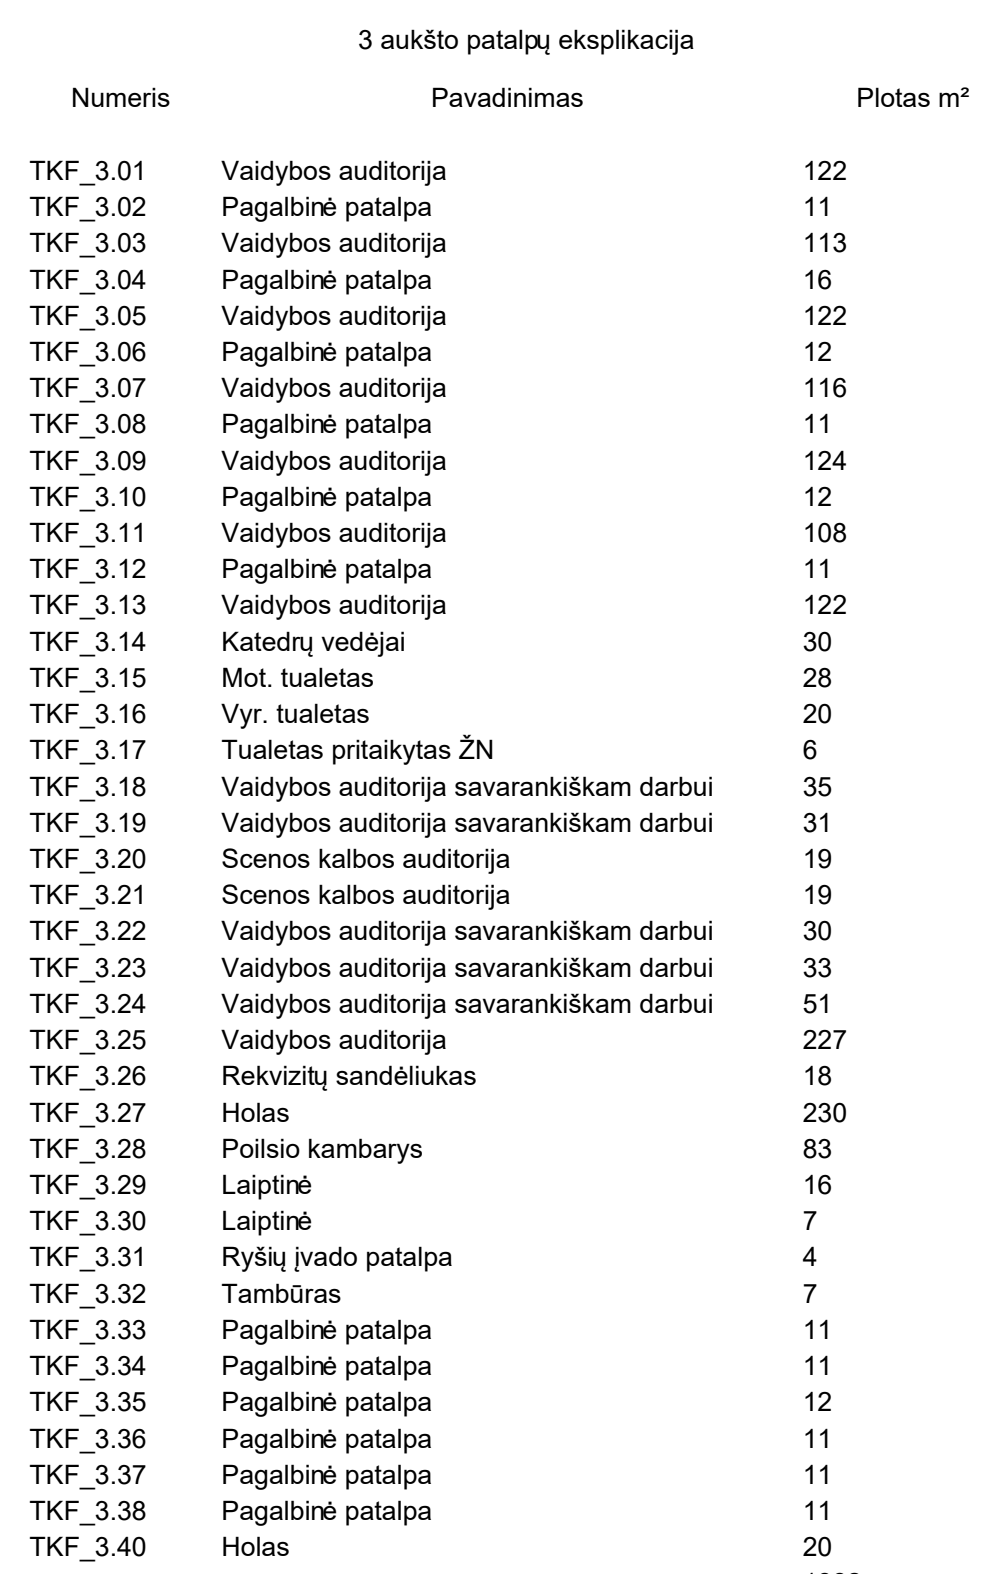 3 aukšto patalpų eksplikacija
Numeris Pavadinimas Plotas m²
TKF_3.01 Vaidybos auditorija 122
TKF_3.02 Pagalbinė patalpa 11
TKF_3.03 Vaidybos auditorija 113
TKF_3.04 Pagalbinė patalpa 16
TKF_3.05 Vaidybos auditorija 122
TKF_3.06 Pagalbinė patalpa 12
TKF_3.07 Vaidybos auditorija 116
TKF_3.08 Pagalbinė patalpa 11
TKF_3.09 Vaidybos auditorija 124
TKF_3.10 Pagalbinė patalpa 12
TKF_3.11 Vaidybos auditorija 108
TKF_3.12 Pagalbinė patalpa 11
TKF_3.13 Vaidybos auditorija 122
TKF_3.14 Katedrų vedėjai 30
TKF_3.15 Mot. tualetas 28
TKF_3.16 Vyr. tualetas 20
TKF_3.17 Tualetas pritaikytas ŽN 6
TKF_3.18 Vaidybos auditorija savarankiškam darbui 35
TKF_3.19 Vaidybos auditorija savarankiškam darbui 31
TKF_3.20 Scenos kalbos auditorija 19
TKF_3.21 Scenos kalbos auditorija 19
TKF_3.22 Vaidybos auditorija savarankiškam darbui 30
TKF_3.23 Vaidybos auditorija savarankiškam darbui 33
TKF_3.24 Vaidybos auditorija savarankiškam darbui 51
TKF_3.25 Vaidybos auditorija 227
TKF_3.26 Rekvizitų sandėliukas 18
TKF_3.27 Holas 230
TKF_3.28 Poilsio kambarys 83
TKF_3.29 Laiptinė 16
TKF_3.30 Laiptinė 7
TKF_3.31 Ryšių įvado patalpa 4
TKF_3.32 Tambūras 7
TKF_3.33 Pagalbinė patalpa 11
TKF_3.34 Pagalbinė patalpa 11
TKF_3.35 Pagalbinė patalpa 12
TKF_3.36 Pagalbinė patalpa 11
TKF_3.37 Pagalbinė patalpa 11
TKF_3.38 Pagalbinė patalpa 11
TKF_3.40 Holas 20